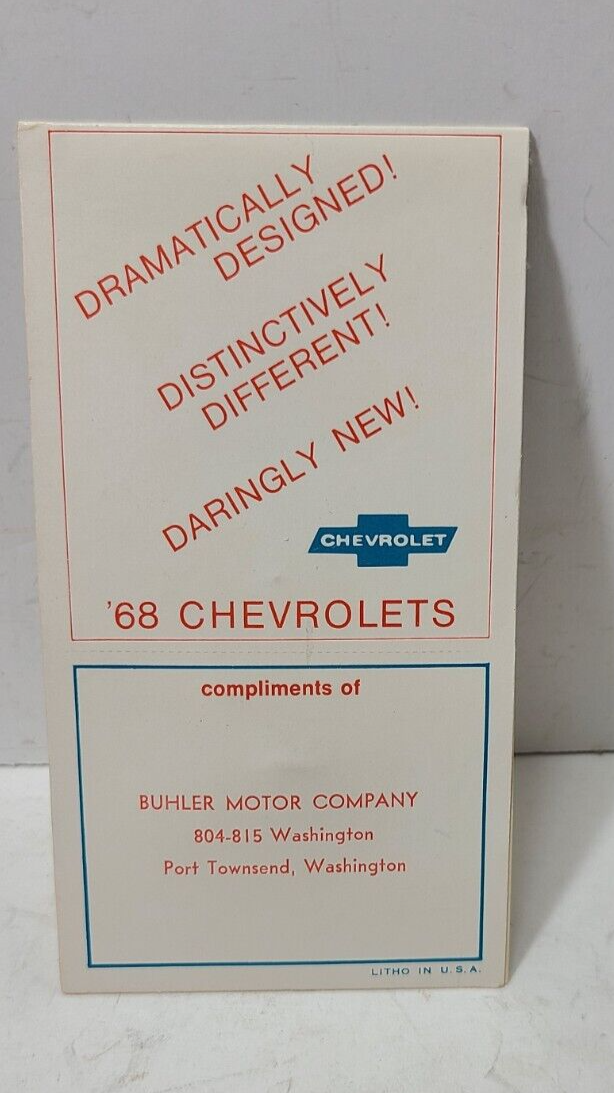 DRAMATICALLY
DESIGNED!
DISTINCTIVELY
DIFFERENT!
DARINGLY NEW!
CHEVROLET
'68 CHEVROLETS
compliments of
BUHLER MOTOR COMPANY
804-815 Washington
Port Townsend, Washington
LITHO IN U.S.A.